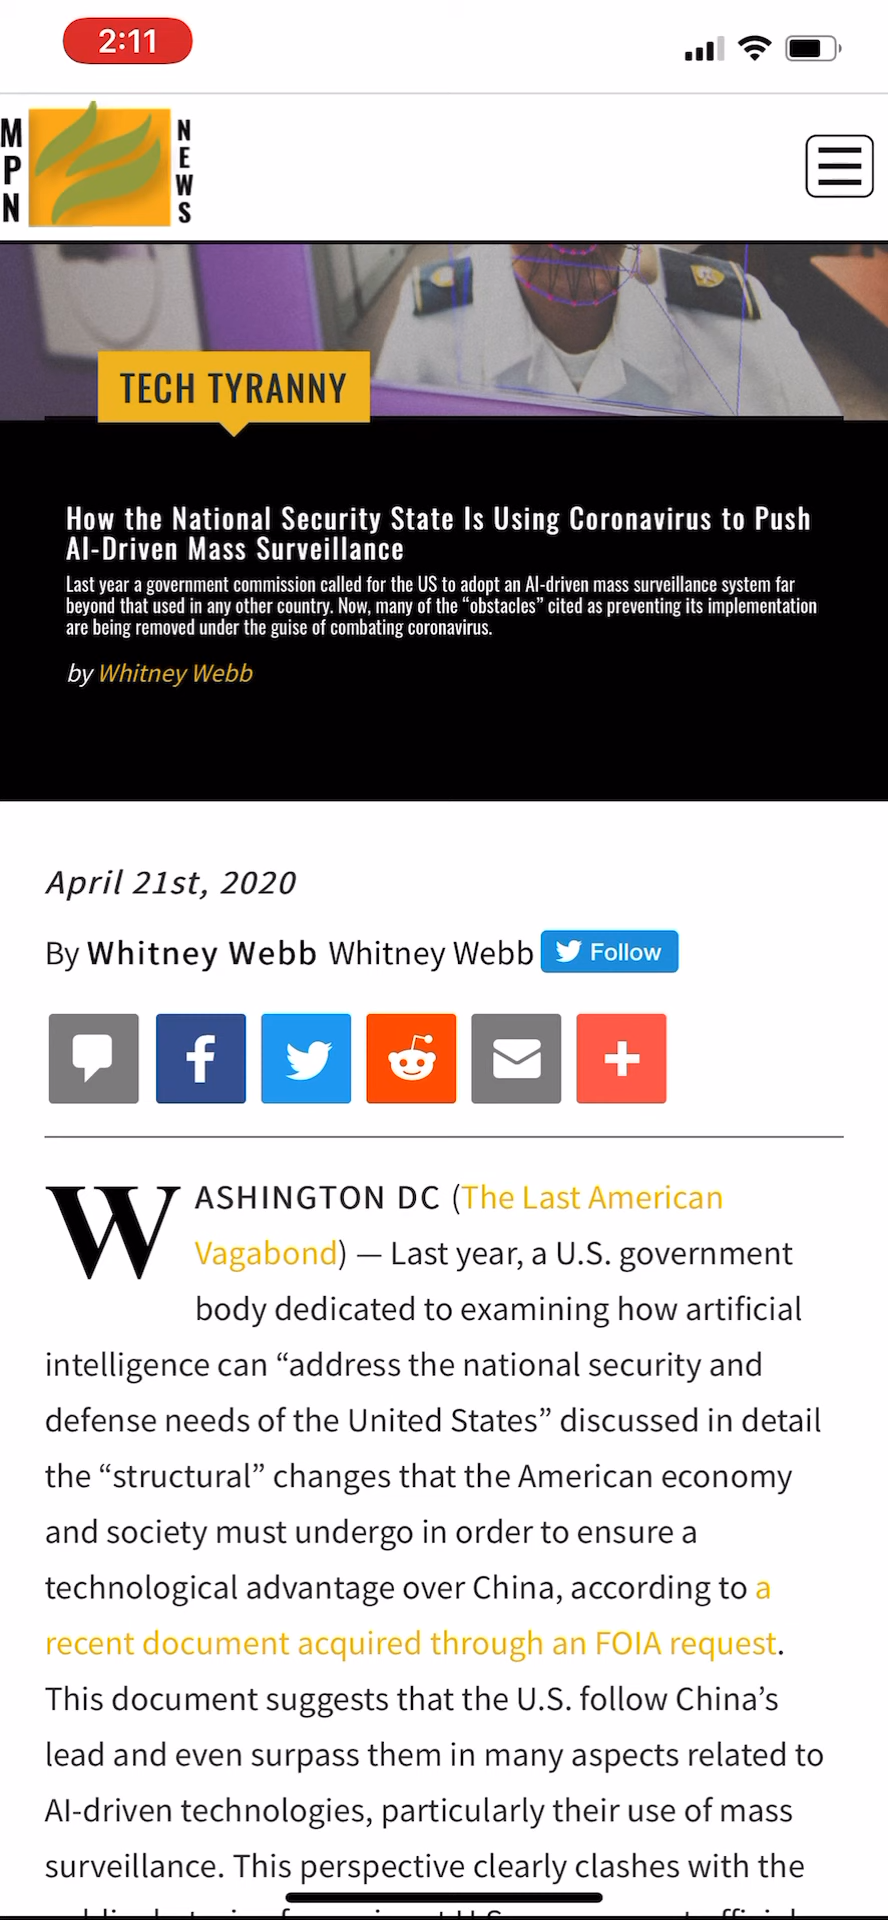 2:11
MPN
NEWS
TECH TYRANNY
How the National Security State Is Using Coronavirus to Push
AI-Driven Mass Surveillance
Last year a government commission called for the US to adopt an AI-driven mass surveillance system far
beyond that used in any other country. Now, many of the “obstacles” cited as preventing its implementation
are being removed under the guise of combating coronavirus.
by Whitney Webb
April 21st, 2020
By Whitney Webb Whitney Webb Follow
WASHINGTON DC (The Last American
Vagabond) — Last year, a U.S. government
body dedicated to examining how artificial
intelligence can “address the national security and
defense needs of the United States” discussed in detail
the “structural” changes that the American economy
and society must undergo in order to ensure a
technological advantage over China, according to a
recent document acquired through an FOIA request.
This document suggests that the U.S. follow China’s
lead and even surpass them in many aspects related to
AI-driven technologies, particularly their use of mass
surveillance. This perspective clearly clashes with the